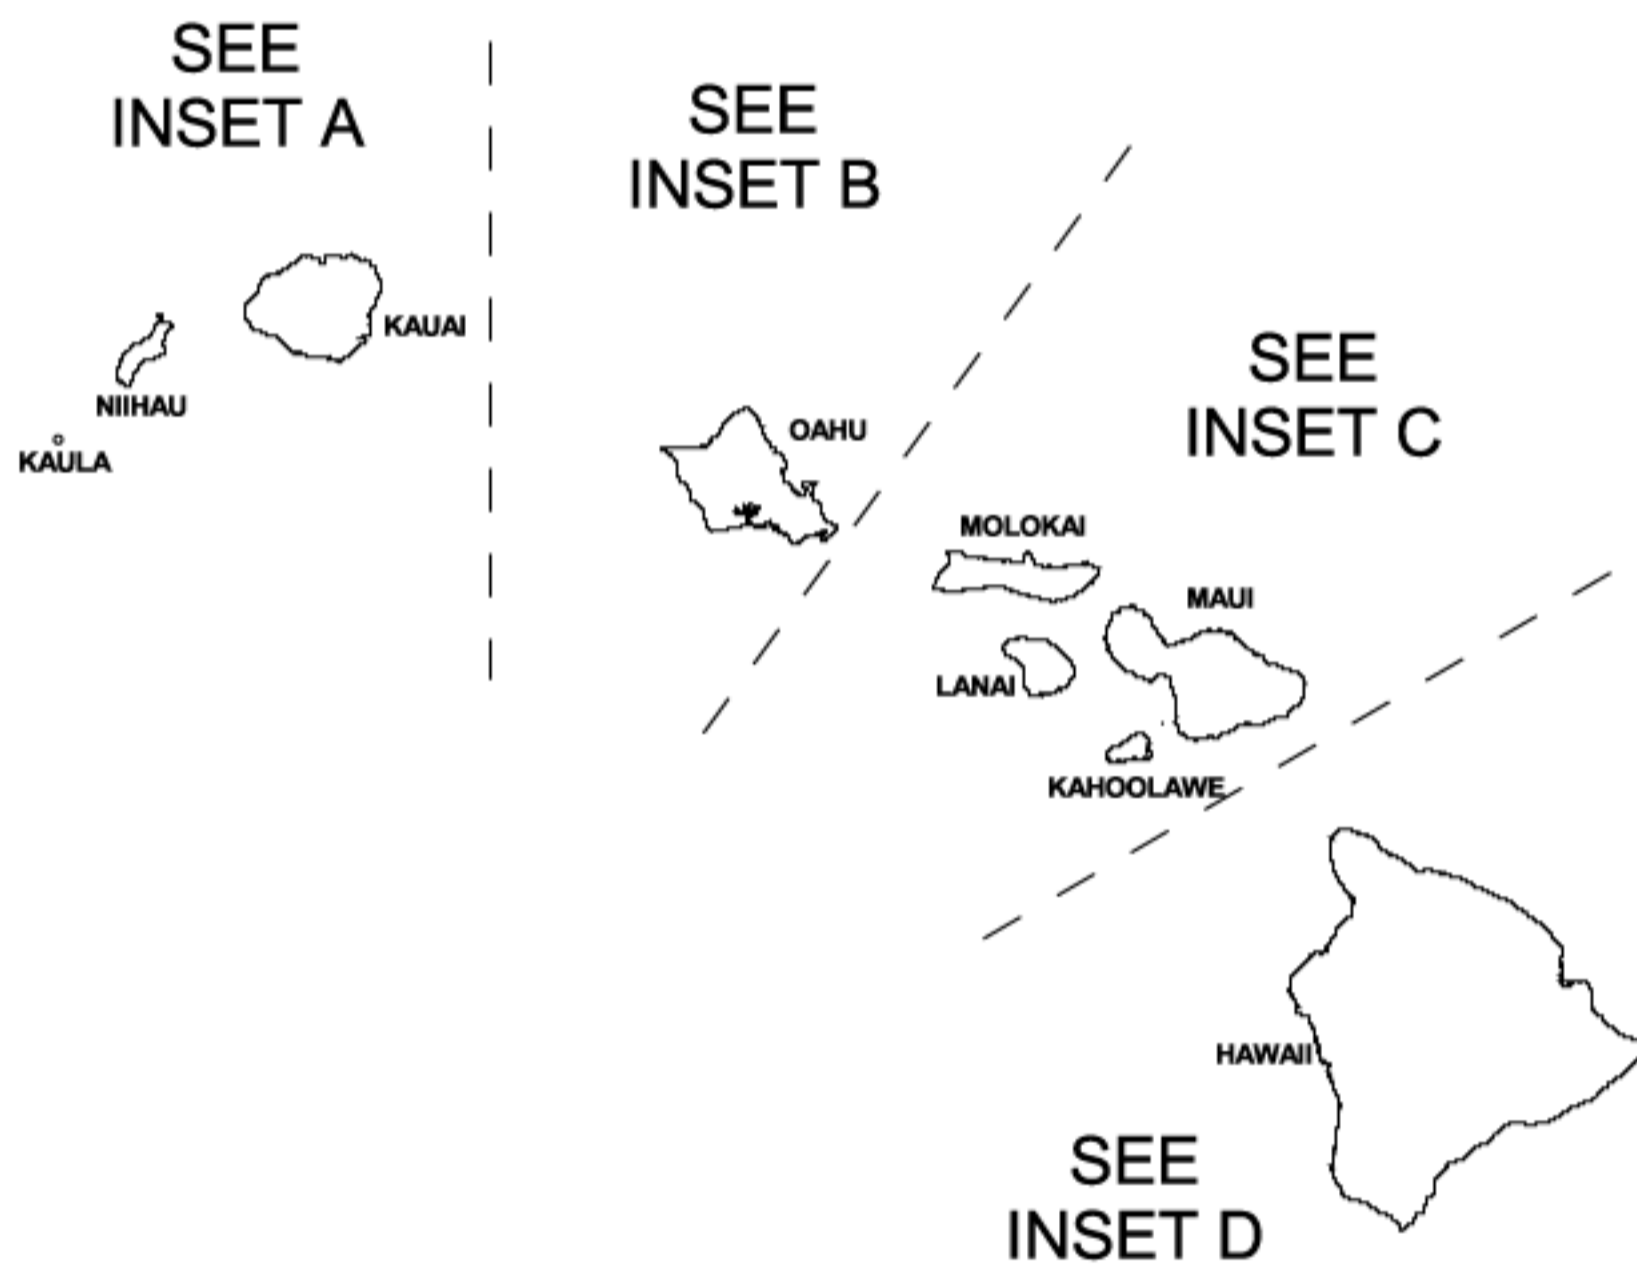 SEE
INSET A
SEE
INSET B
KAUAI
NIIHAU
KAULA
OAHU
SEE
INSET C
MOLOKAI
MAUI
LANAI
KAHOOLAWE
HAWAII
SEE
INSET D